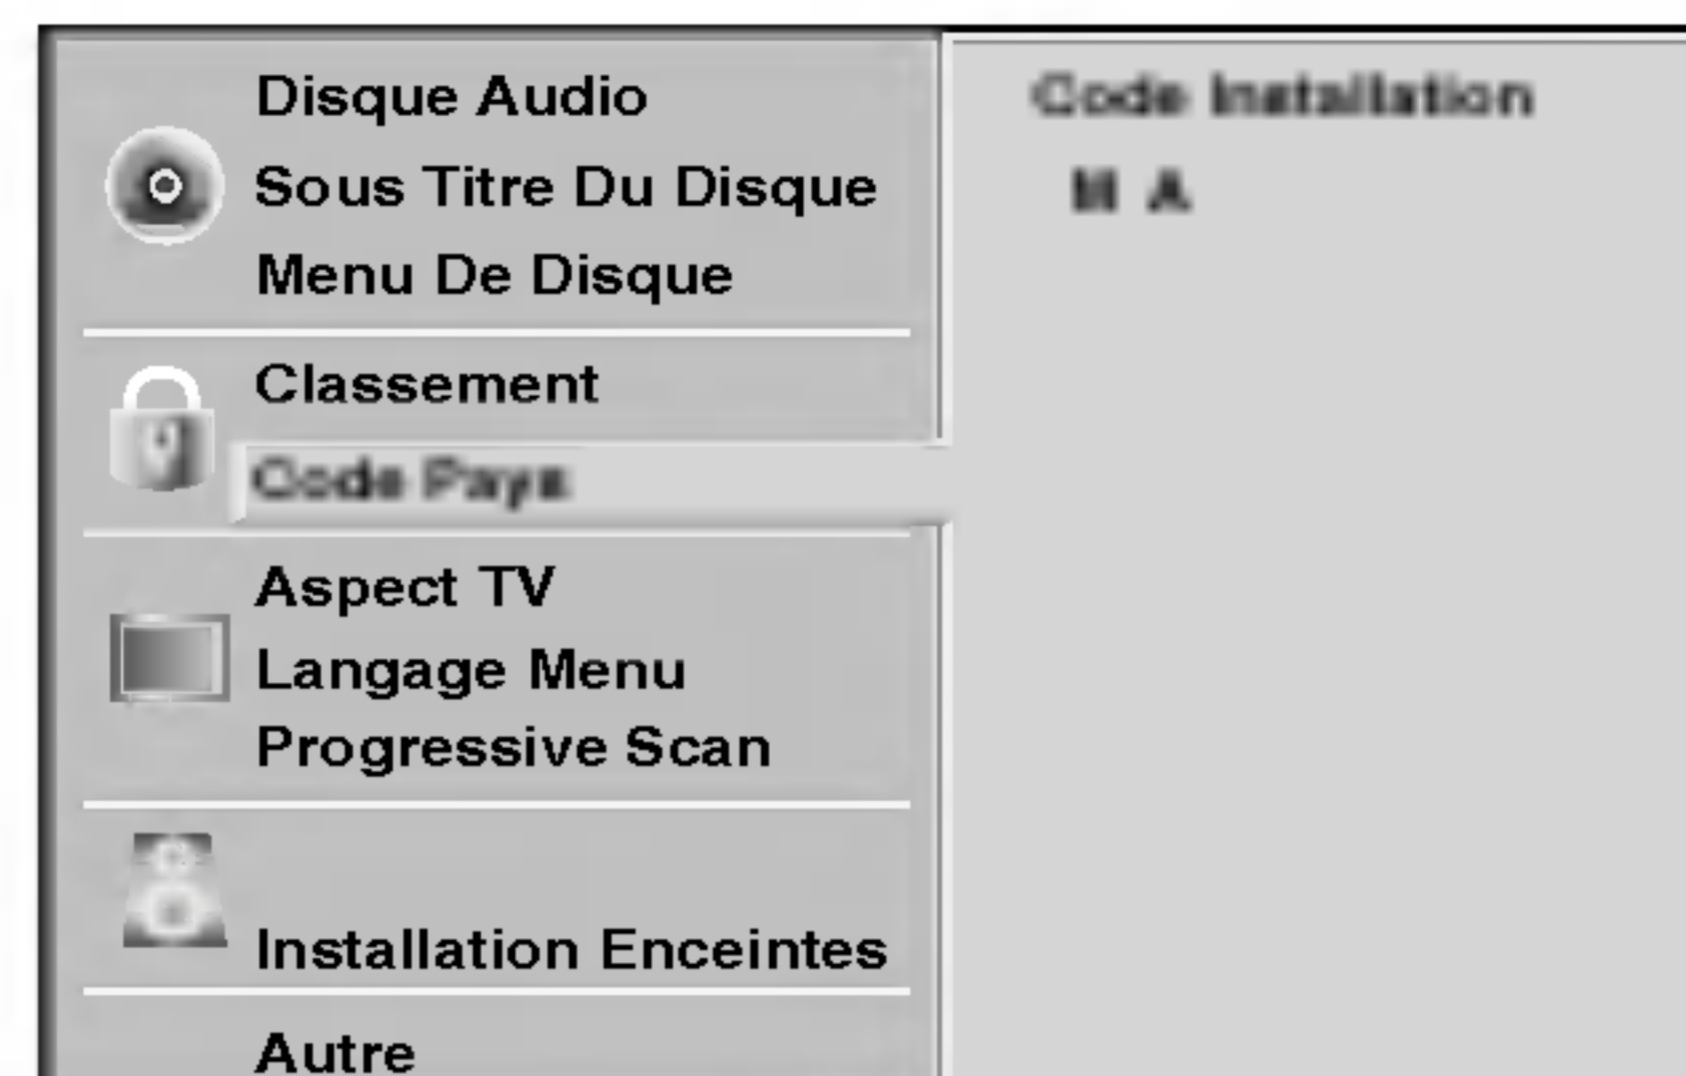 Disque Audio
Sous Titre Du Disque
Menu De Disque
Classement
Code Pays
Aspect TV
Langage Menu
Progressive Scan
Installation Enceintes
Autre
Code Installation
M A